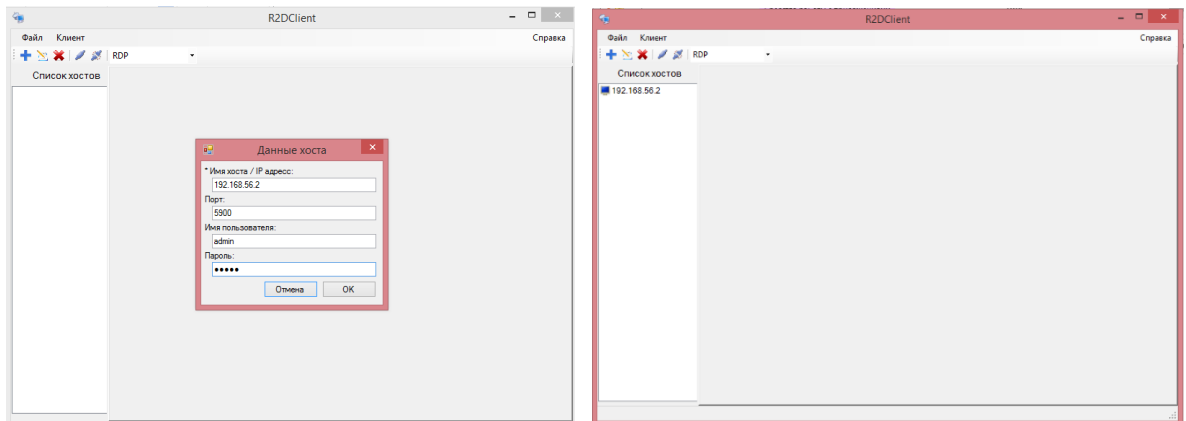 R2DClient
Файл Клиент Справка
RDP
Список хостов
Данные хоста
* Имя хоста / IP адресс:
192.168.56.2
Порт:
5900
Имя пользователя:
admin
Пароль:
•••••
Отмена OK
R2DClient
Файл Клиент Справка
RDP
Список хостов
192.168.56.2